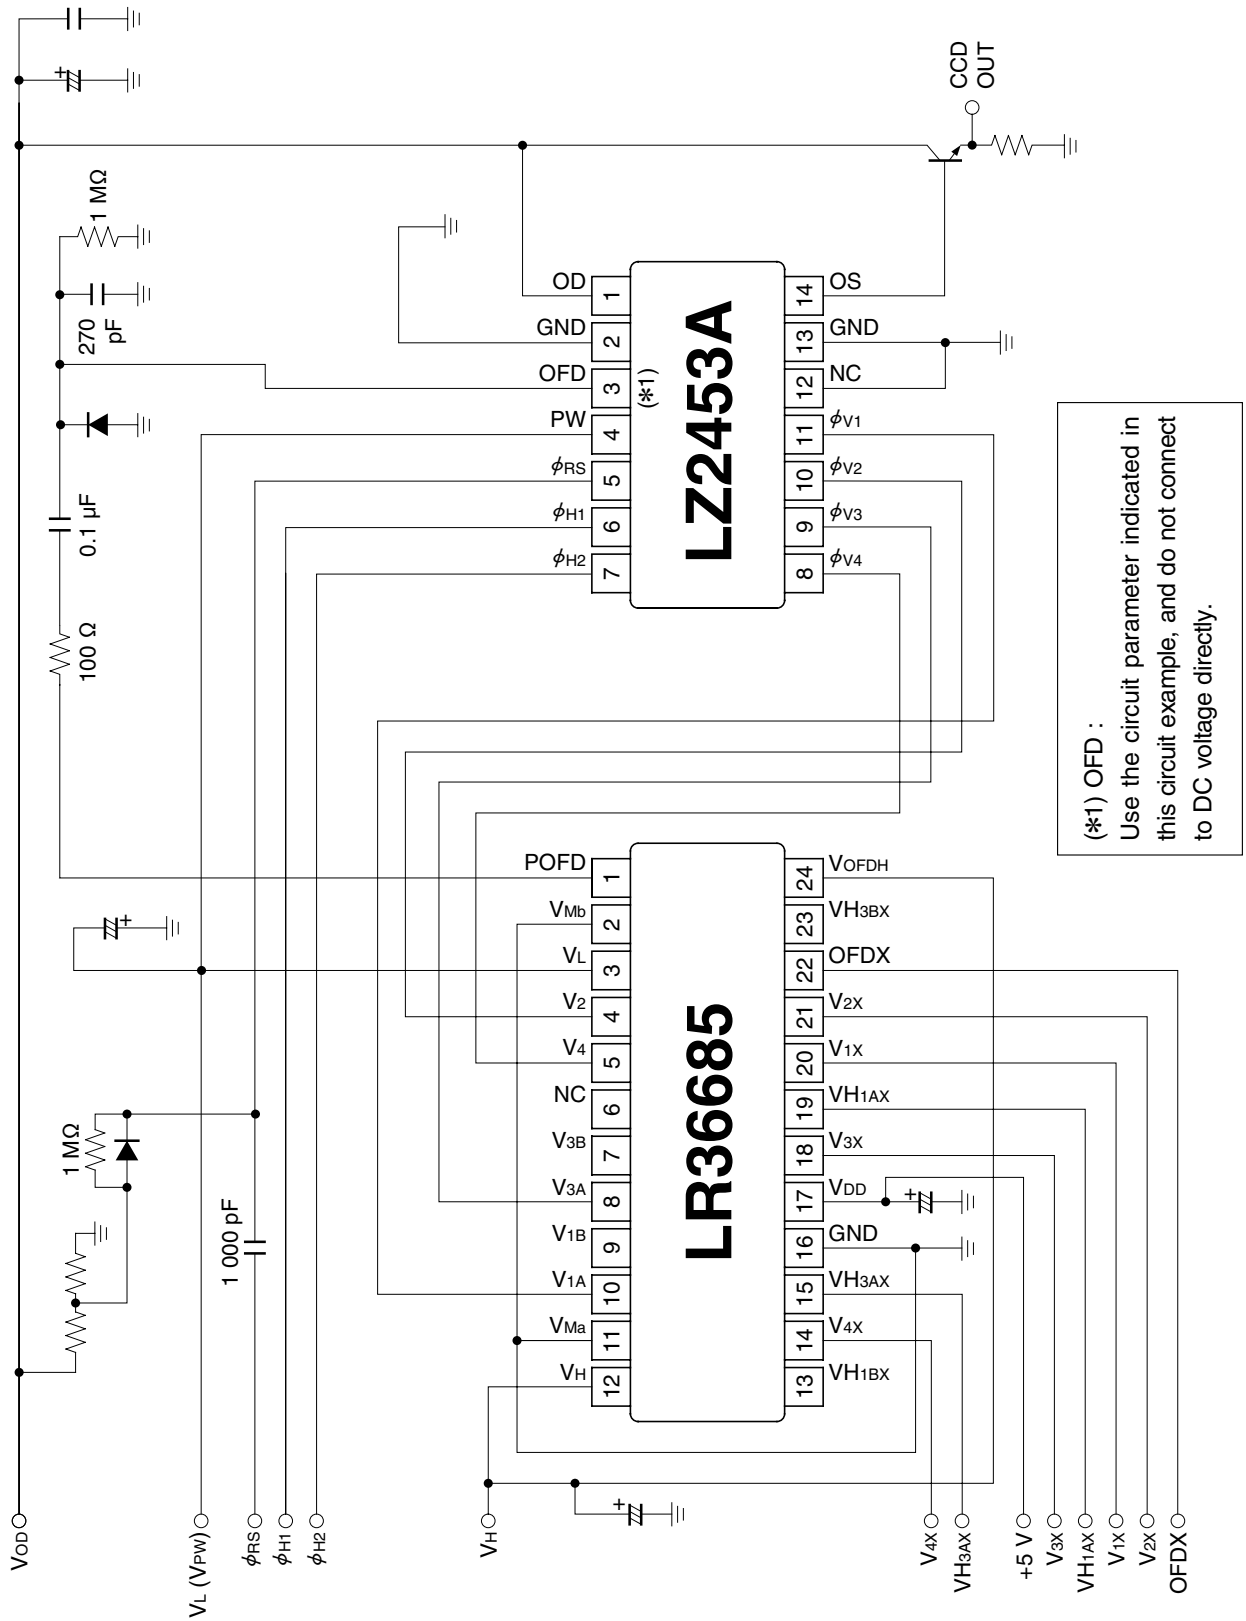 VOD
VL (VPW)
ϕRS
ϕH1
ϕH2
VH
V4X
VH3AX
+5 V
V3X
VH1AX
V1X
V2X
OFDX
1 MΩ
1 000 pF
+
+
+
+
100 Ω
0.1 µF
270
pF
1 MΩ
CCD
OUT
LR36685
POFD
1
VMb
2
VL
3
V2
4
V4
5
NC
6
V3B
7
V3A
8
V1B
9
V1A
10
VMa
11
VH
12
VH1BX
13
V4X
14
VH3AX
15
GND
16
VDD
17
V3X
18
VH1AX
19
V1X
20
V2X
21
OFDX
22
VH3BX
23
VOFDH
24
LZ2453A
OD
1
GND
2
OFD
3
(*1)
PW
4
ϕRS
5
ϕH1
6
ϕH2
7
ϕV4
8
ϕV3
9
ϕV2
10
ϕV1
11
NC
12
GND
13
OS
14
(*1) OFD :
Use the circuit parameter indicated in
this circuit example, and do not connect
to DC voltage directly.